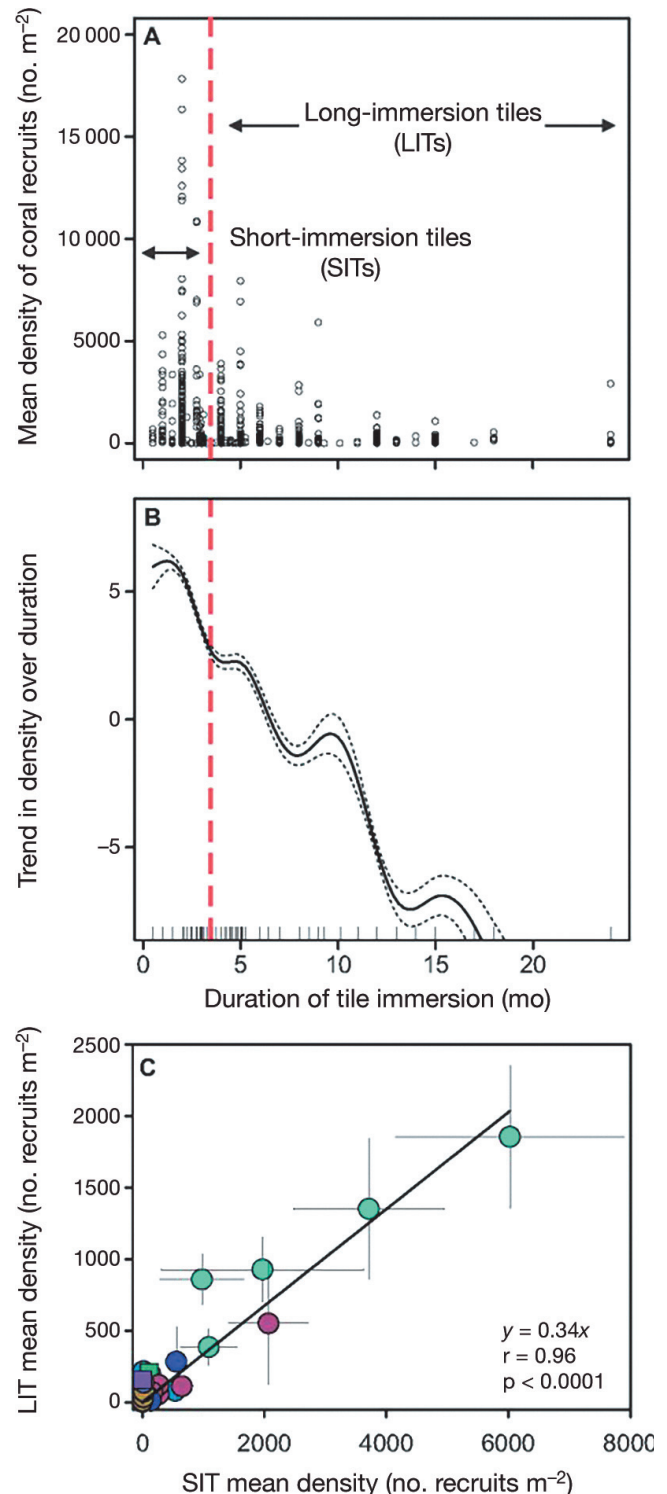 A
20 000
15 000
10 000
5000
0
Mean density of coral recruits (no. m⁻²)
Long-immersion tiles
(LITs)
Short-immersion tiles
(SITs)
B
5
0
−5
Trend in density over duration
0 5 10 15 20
Duration of tile immersion (mo)
C
2500
2000
1500
1000
500
0
LIT mean density (no. recruits m⁻²)
y = 0.34x
r = 0.96
p < 0.0001
0 2000 4000 6000 8000
SIT mean density (no. recruits m⁻²)